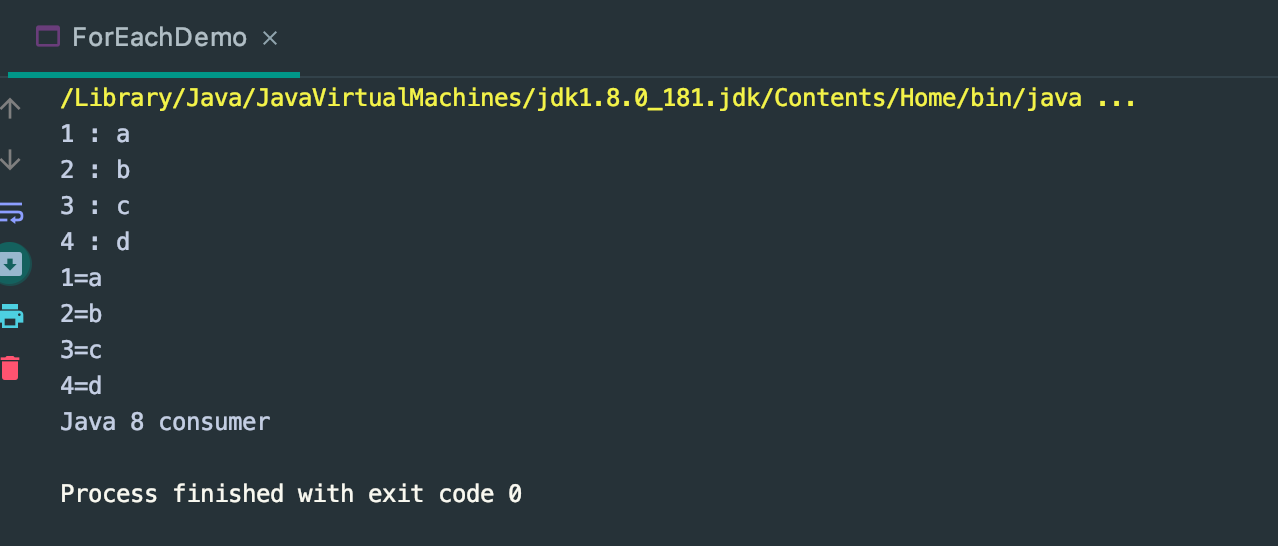 ForEachDemo
/Library/Java/JavaVirtualMachines/jdk1.8.0_181.jdk/Contents/Home/bin/java ...
1 : a
2 : b
3 : c
4 : d
1=a
2=b
3=c
4=d
Java 8 consumer
Process finished with exit code 0